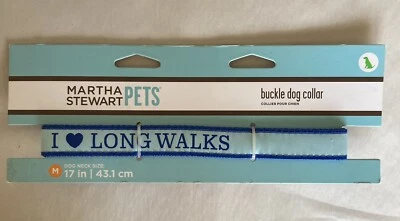 MARTHA
STEWART PETS
buckle dog collar
COLLIER POUR CHIEN
I ♥ LONG WALKS
M
DOG NECK SIZE:
17 in | 43.1 cm